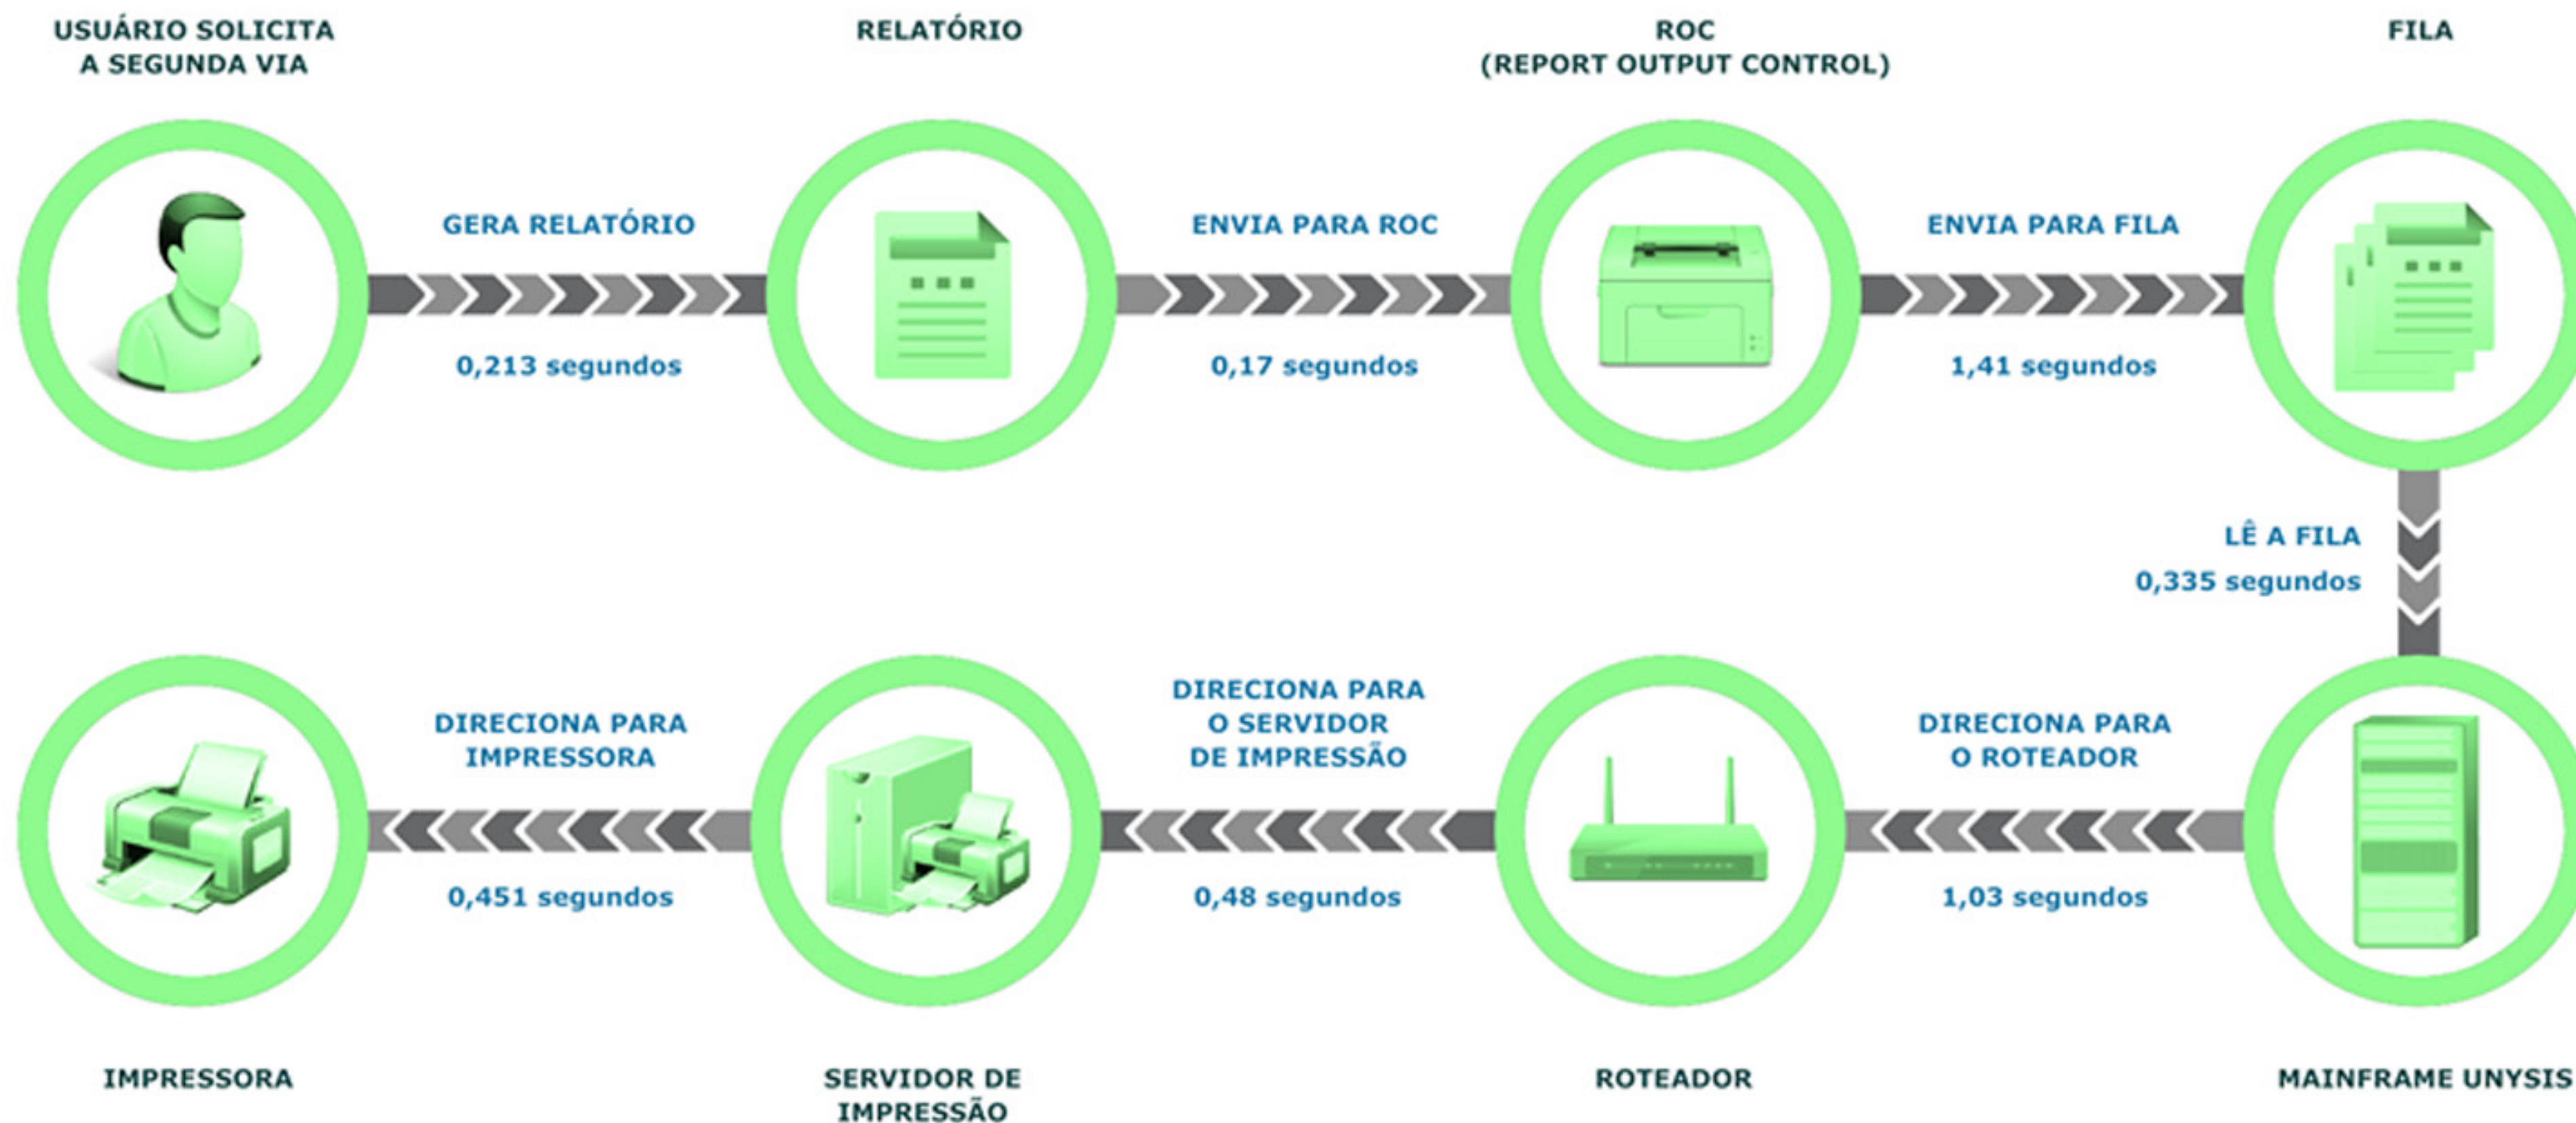 USUÁRIO SOLICITA
A SEGUNDA VIA
RELATÓRIO
ROC
(REPORT OUTPUT CONTROL)
FILA
GERA RELATÓRIO
0,213 segundos
ENVIA PARA ROC
0,17 segundos
ENVIA PARA FILA
1,41 segundos
LÊ A FILA
0,335 segundos
DIRECIONA PARA
O ROTEADOR
1,03 segundos
DIRECIONA PARA
O SERVIDOR
DE IMPRESSÃO
0,48 segundos
DIRECIONA PARA
IMPRESSORA
0,451 segundos
IMPRESSORA
SERVIDOR DE
IMPRESSÃO
ROTEADOR
MAINFRAME UNYSIS